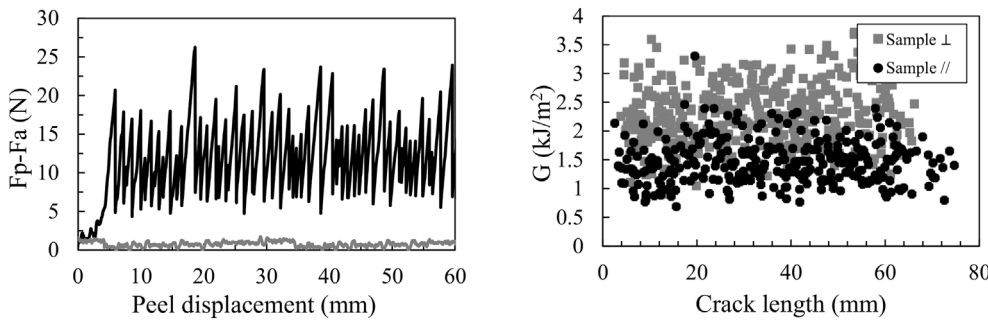 30
25
20
15
10
5
0
Fp-Fa (N)
0 10 20 30 40 50 60
Peel displacement (mm)
4
3.5
3
2.5
2
1.5
1
0.5
0
G (kJ/m²)
Sample ⊥
Sample //
0 20 40 60 80
Crack length (mm)